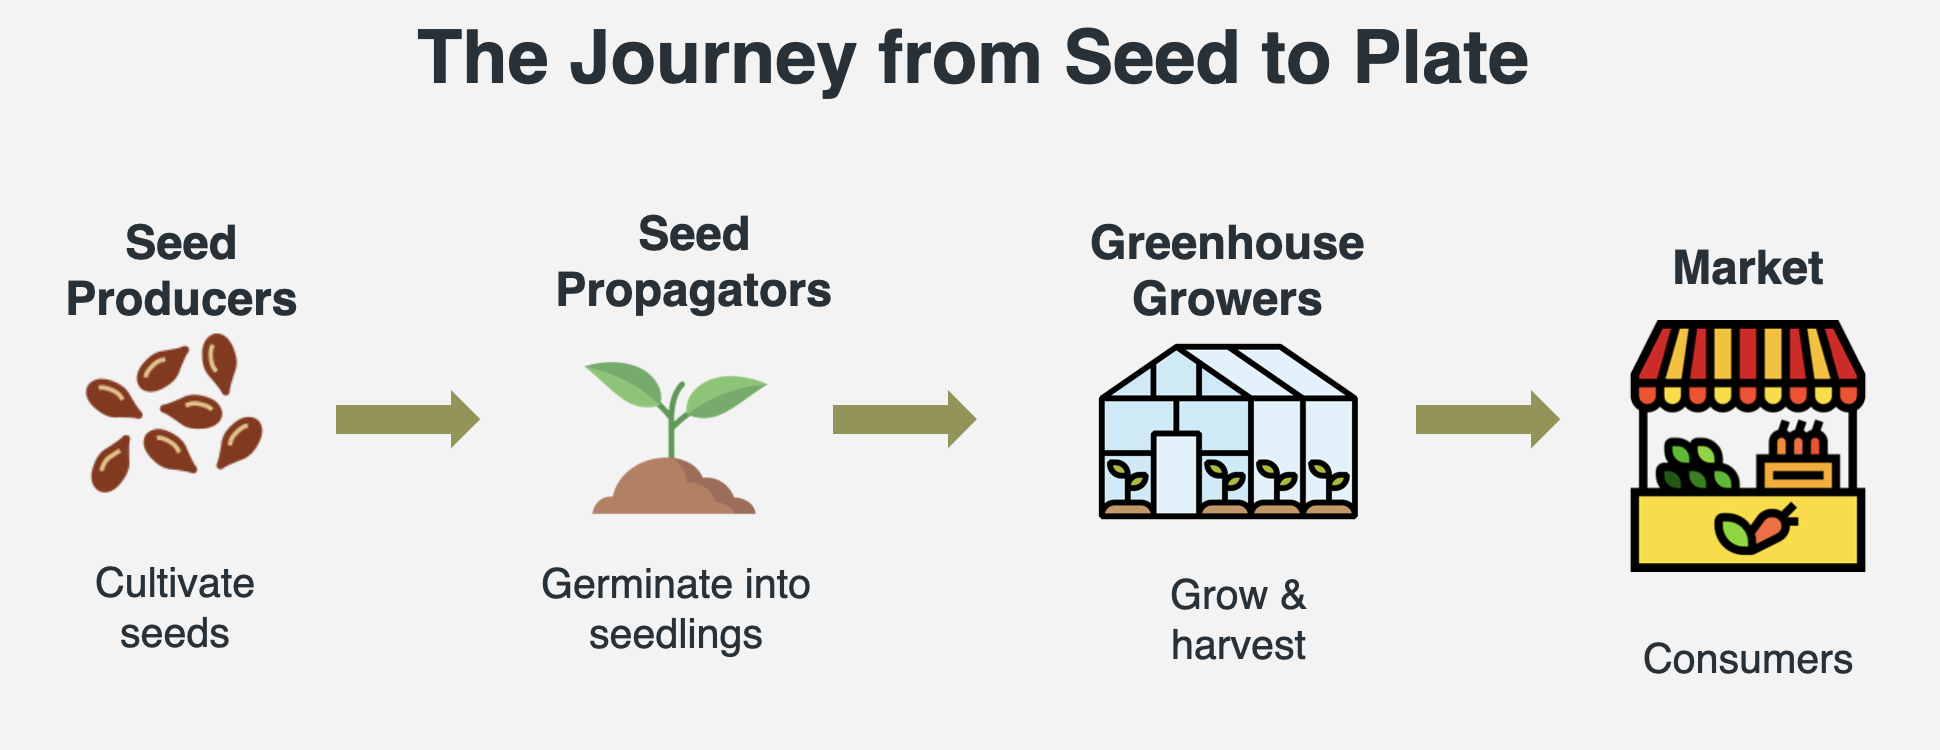 The Journey from Seed to Plate
Seed
Producers
Cultivate
seeds
Seed
Propagators
Germinate into
seedlings
Greenhouse
Growers
Grow &
harvest
Market
Consumers